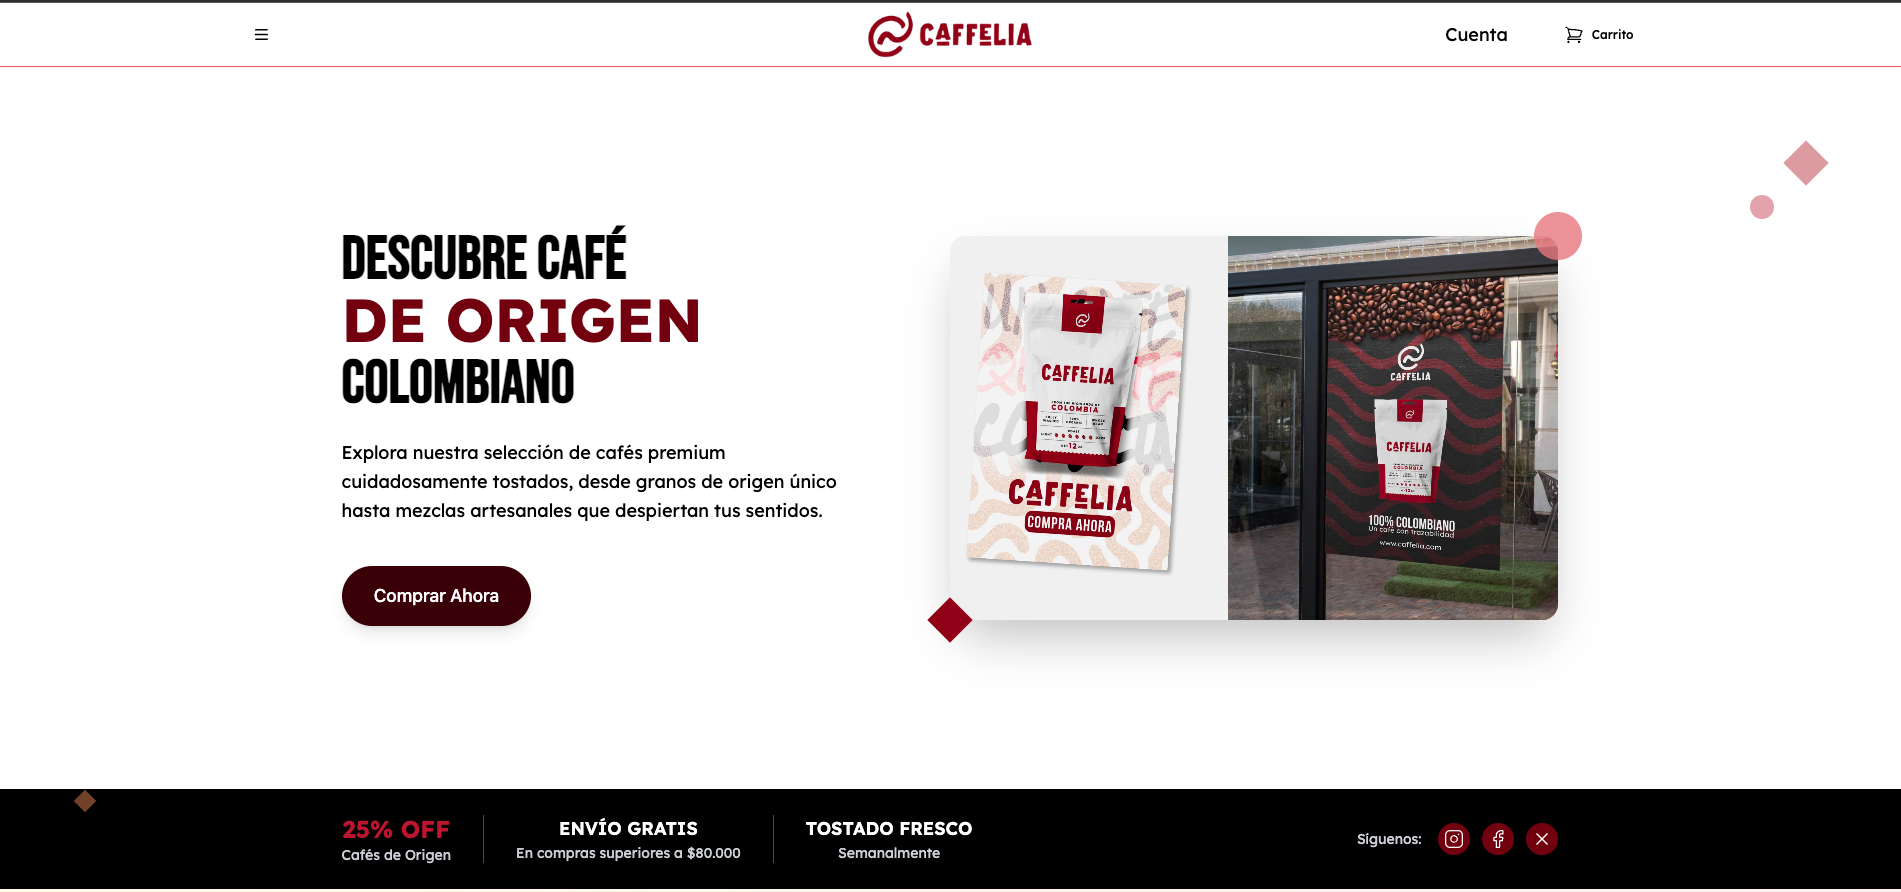 CAFFELIA
Cuenta
Carrito
DESCUBRE CAFÉ
DE ORIGEN
COLOMBIANO
Explora nuestra selección de cafés premium
cuidadosamente tostados, desde granos de origen único
hasta mezclas artesanales que despiertan tus sentidos.
Comprar Ahora
CAFFELIA
COLOMBIA
12
CAFFELIA
COMPRA AHORA
CAFFELIA
CAFFELIA
COLOMBIA
100% COLOMBIANO
Un café con trazabilidad
www.caffelia.com
25% OFF
Cafés de Origen
ENVÍO GRATIS
En compras superiores a $80.000
TOSTADO FRESCO
Semanalmente
Síguenos: